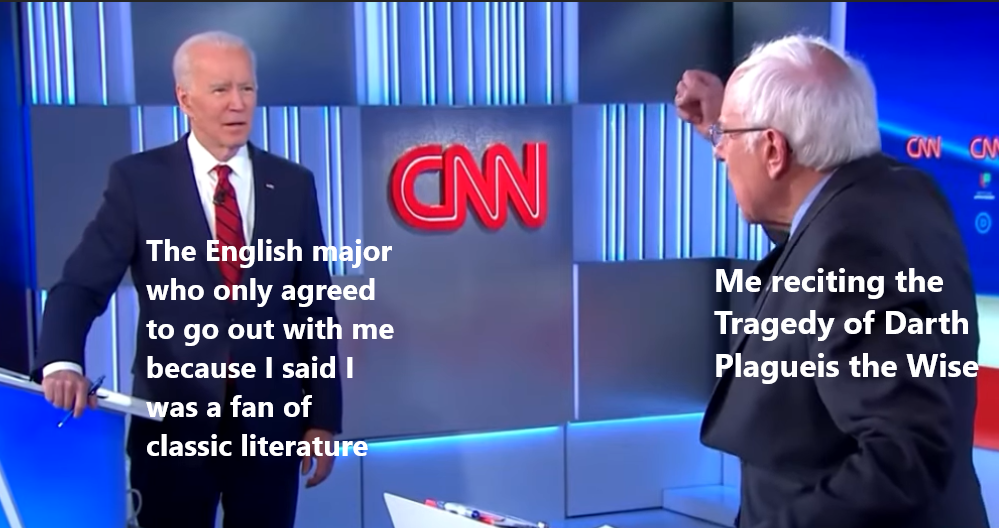 CNN
CNN
CNN
The English major
who only agreed
to go out with me
because I said I
was a fan of
classic literature
Me reciting the
Tragedy of Darth
Plagueis the Wise